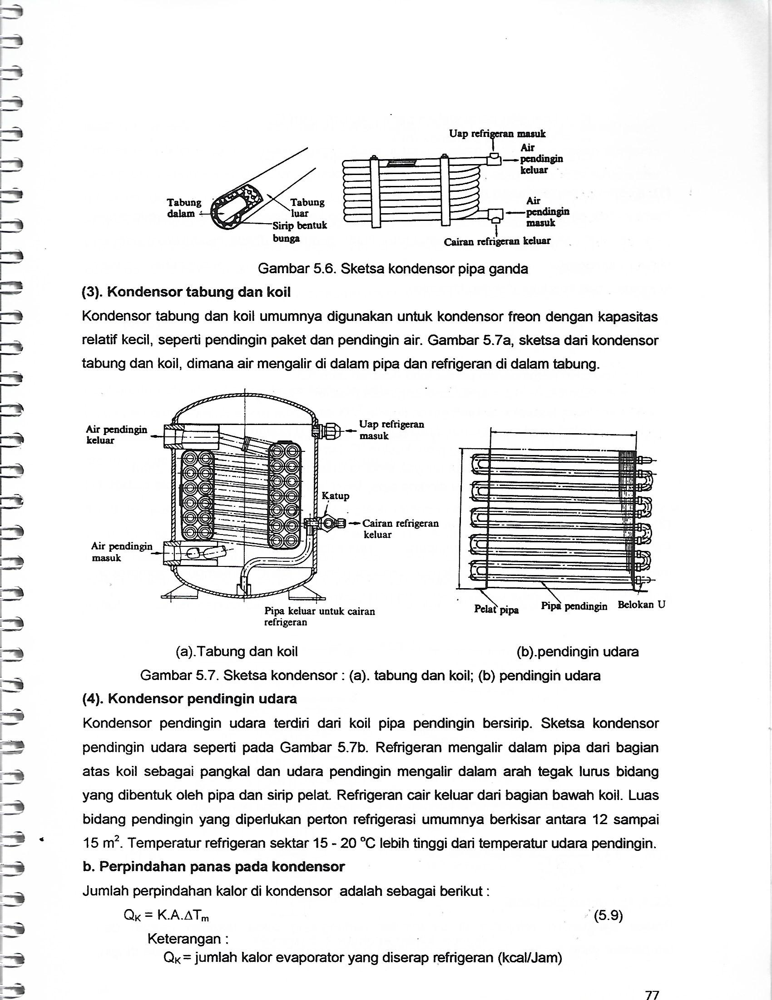 Uap refrigeran masuk
Air
pendingin
keluar
Tabung
dalam
Tabung
luar
Sirip bentuk
bunga
Air
pendingin
masuk
Cairan refrigeran keluar
Gambar 5.6. Sketsa kondensor pipa ganda
(3). Kondensor tabung dan koil
Kondensor tabung dan koil umumnya digunakan untuk kondensor freon dengan kapasitas
relatif kecil, seperti pendingin paket dan pendingin air. Gambar 5.7a, sketsa dari kondensor
tabung dan koil, dimana air mengalir di dalam pipa dan refrigeran di dalam tabung.
Air pendingin
keluar
Uap refrigeran
masuk
Katup
Cairan refrigeran
keluar
Air pendingin
masuk
Pipa keluar untuk cairan
refrigeran
Pelat pipa
Pipa pendingin
Belokan U
(a).Tabung dan koil
(b).pendingin udara
Gambar 5.7. Sketsa kondensor : (a). tabung dan koil; (b) pendingin udara
(4). Kondensor pendingin udara
Kondensor pendingin udara terdiri dari koil pipa pendingin bersirip. Sketsa kondensor
pendingin udara seperti pada Gambar 5.7b. Refrigeran mengalir dalam pipa dari bagian
atas koil sebagai pangkal dan udara pendingin mengalir dalam arah tegak lurus bidang
yang dibentuk oleh pipa dan sirip pelat. Refrigeran cair keluar dari bagian bawah koil. Luas
bidang pendingin yang diperlukan perton refrigerasi umumnya berkisar antara 12 sampai
15 m². Temperatur refrigeran sektar 15 - 20 °C lebih tinggi dari temperatur udara pendingin.
b. Perpindahan panas pada kondensor
Jumlah perpindahan kalor di kondensor adalah sebagai berikut :
Q<sub>K</sub> = K.A.ΔT<sub>m</sub> (5.9)
Keterangan :
Q<sub>K</sub> = jumlah kalor evaporator yang diserap refrigeran (kcal/Jam)
77